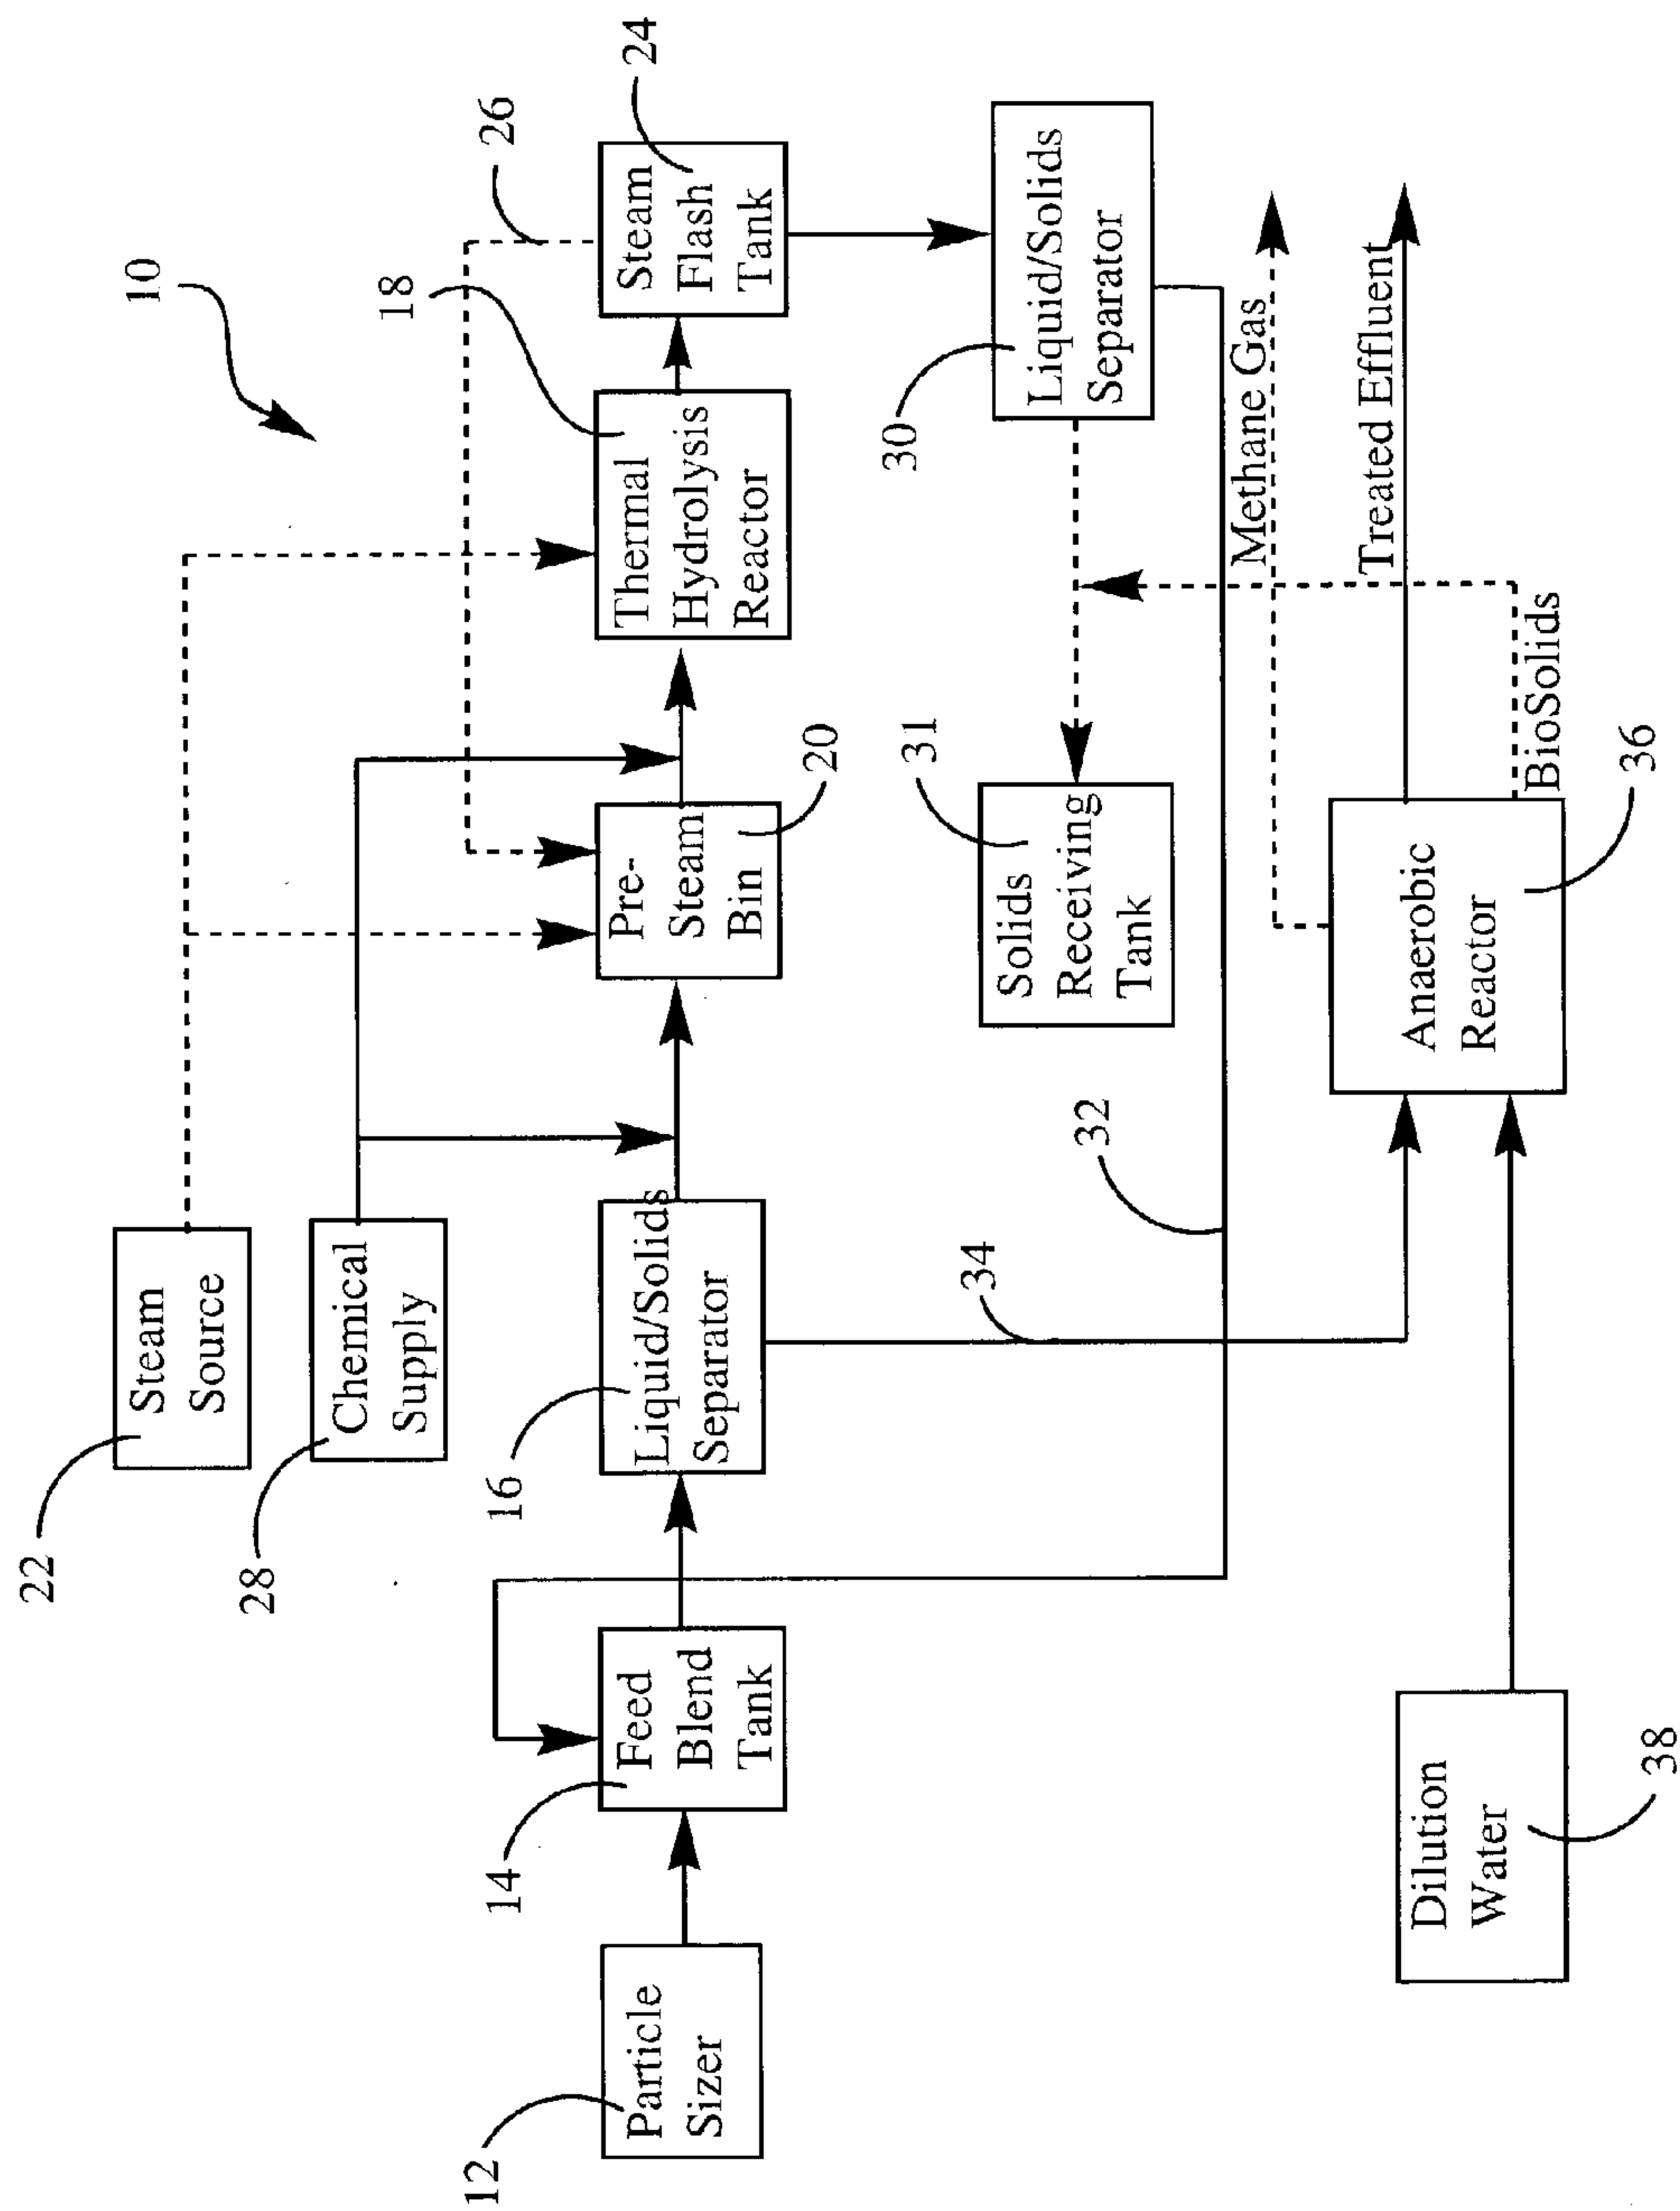 10
22
Steam
Source
28
Chemical
Supply
26
24
18
12
Particle
Sizer
14
Feed
Blend
Tank
16
Liquid/Solids
Separator
Pre-
Steam
Bin
20
Thermal
Hydrolysis
Reactor
Steam
Flash
Tank
34
32
Solids
Receiving
Tank
31
30
Liquid/Solids
Separator
Methane Gas
Treated Effluent
BioSolids
Anaerobic
Reactor
36
Dilution
Water
38